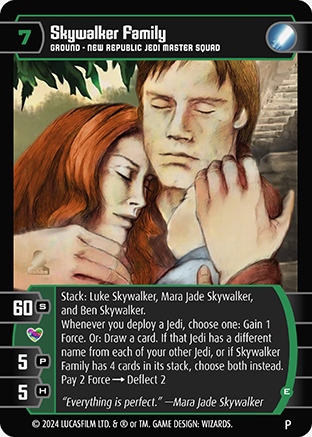 7
Skywalker Family
GROUND - NEW REPUBLIC JEDI MASTER SQUAD
60 S
5 P
5 H
Stack: Luke Skywalker, Mara Jade Skywalker,
and Ben Skywalker.
Whenever you deploy a Jedi, choose one: Gain 1
Force. Or: Draw a card. If that Jedi has a different
name from each of your other Jedi, or if Skywalker
Family has 4 cards in its stack, choose both instead.
Pay 2 Force → Deflect 2
E
"Everything is perfect." —Mara Jade Skywalker
© 2024 LUCASFILM LTD. & ® or TM. GAME DESIGN: WIZARDS.
P